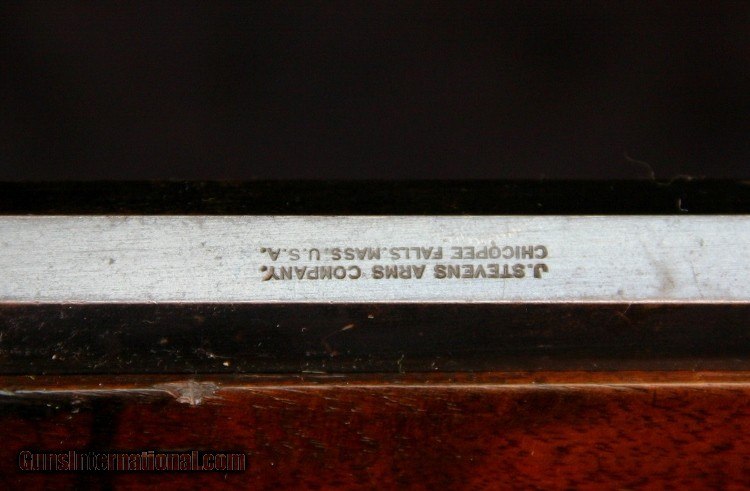 J.STEVENS ARMS COMPANY.
CHICOPEE FALLS.MASS.U.S.A.
GunsInternational.com